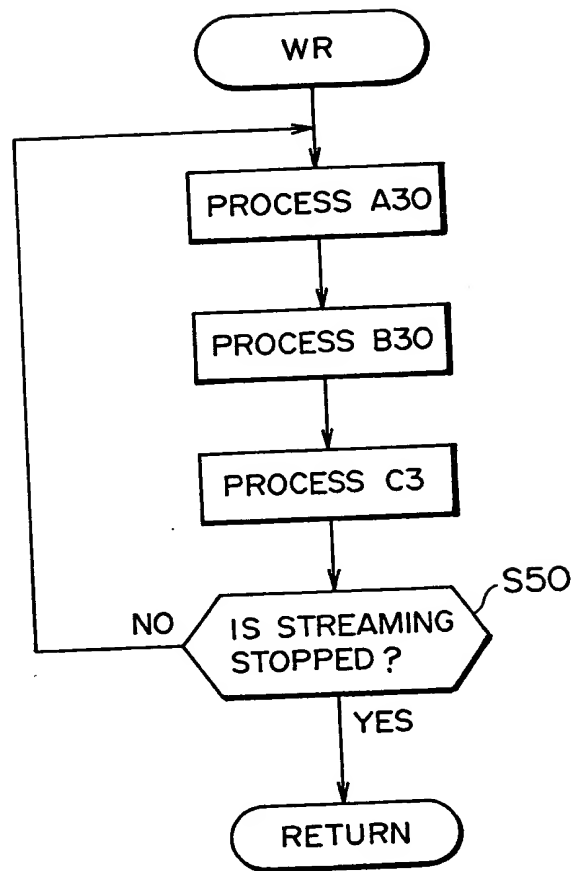 WR
PROCESS A30
PROCESS B30
PROCESS C3
S50
IS STREAMING
STOPPED?
NO
YES
RETURN